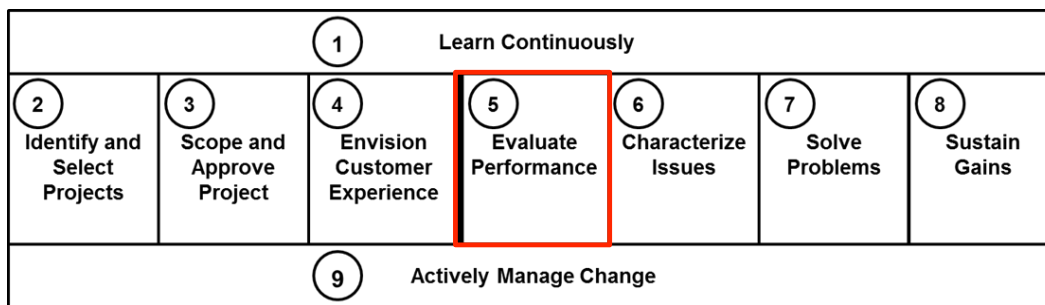 1
Learn Continuously
2
Identify and
Select
Projects
3
Scope and
Approve
Project
4
Envision
Customer
Experience
5
Evaluate
Performance
6
Characterize
Issues
7
Solve
Problems
8
Sustain
Gains
9
Actively Manage Change